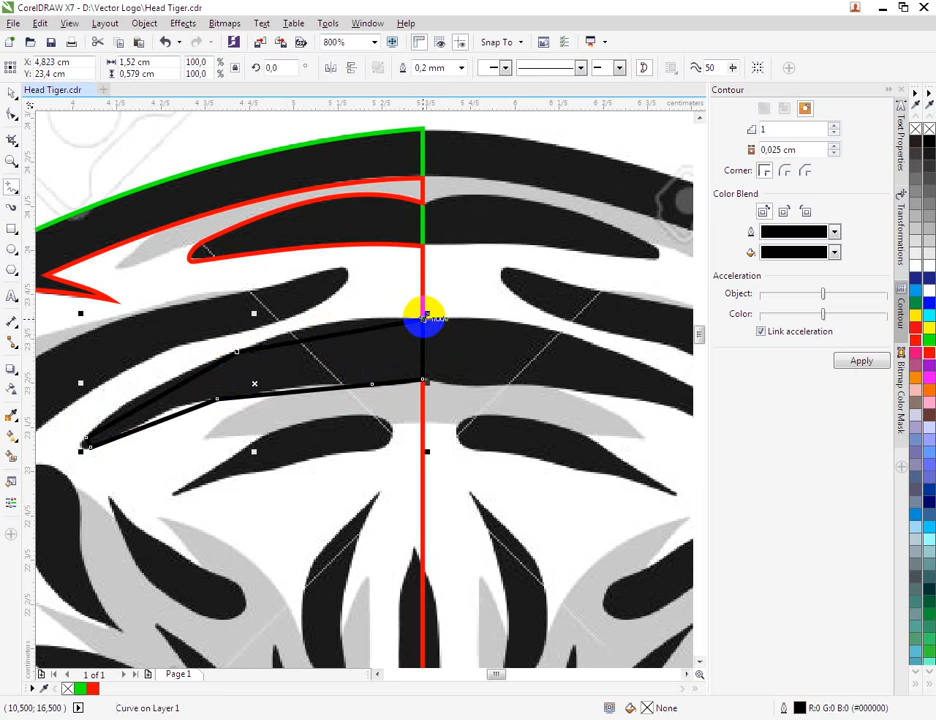 CorelDRAW X7 - D:\Vector Logo\Head Tiger.cdr
File Edit View Layout Object Effects Bitmaps Text Table Tools Window Help
800% Snap To
X: 4,823 cm 1,52 cm 100,0 % 0,0 0,2 mm 50
Y: 23,4 cm 0,579 cm 100,0 %
Head Tiger.cdr
centimeters
Contour
1
0,025 cm
Corner:
Color Blend
Acceleration
Object:
Color:
Link acceleration
Apply
Text Properties
Transformations
Contour
Bitmap Color Mask
node
1 of 1 Page 1
(10,500; 16,500) Curve on Layer 1 None R:0 G:0 B:0 (#000000)